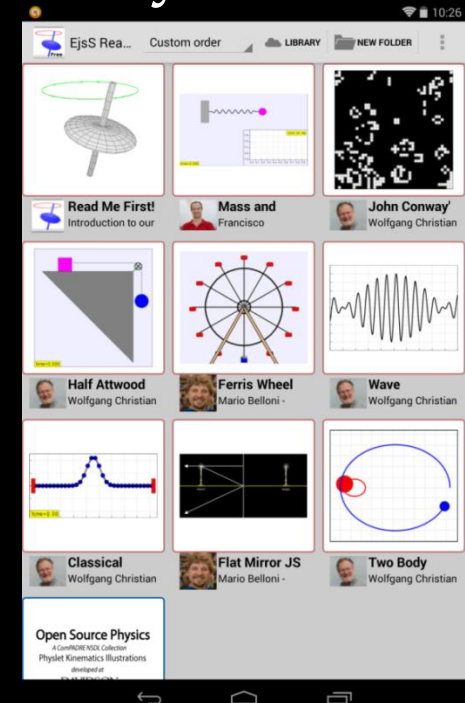 10:26
EjsS Rea...
Custom order
LIBRARY
NEW FOLDER
Free
Read Me First!
Introduction to our
Mass and
Francisco
John Conway'
Wolfgang Christian
Half Attwood
Wolfgang Christian
Ferris Wheel
Mario Belloni -
Wave
Wolfgang Christian
Classical
Wolfgang Christian
Flat Mirror JS
Mario Belloni -
Two Body
Wolfgang Christian
Open Source Physics
A ComPADRE NSDL Collection
Physlet Kinematics Illustrations
developed at